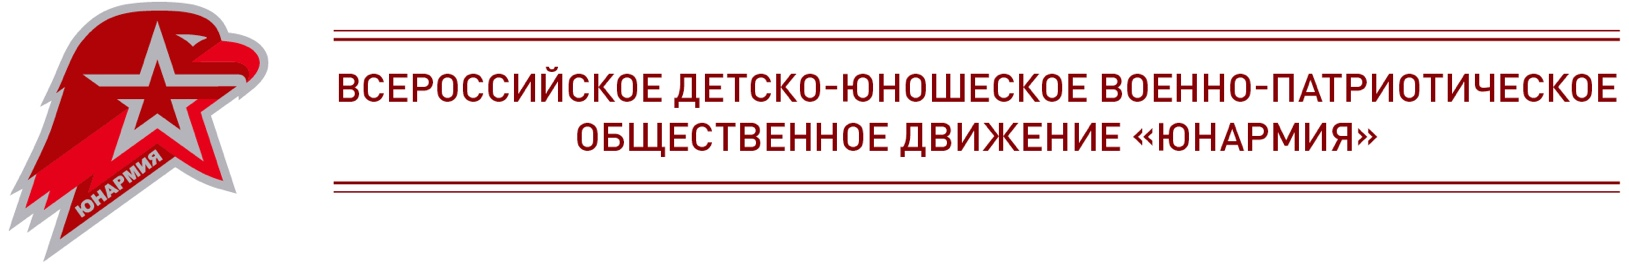 ВСЕРОССИЙСКОЕ ДЕТСКО-ЮНОШЕСКОЕ ВОЕННО-ПАТРИОТИЧЕСКОЕ
ОБЩЕСТВЕННОЕ ДВИЖЕНИЕ «ЮНАРМИЯ»
ЮНАРМИЯ